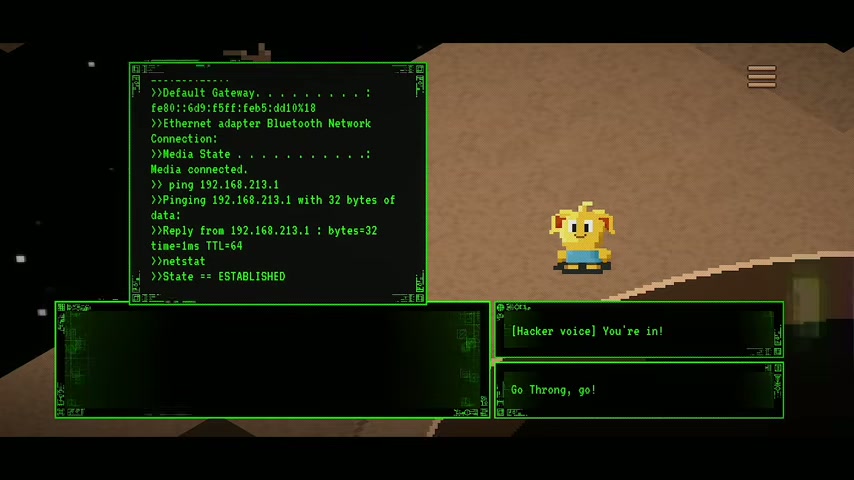 >>Default Gateway. . . . . . . . . :
fe80::6d9:f5ff:feb5:dd10%18
>>Ethernet adapter Bluetooth Network
Connection:
>>Media State . . . . . . . . . . .:
Media connected.
>> ping 192.168.213.1
>>Pinging 192.168.213.1 with 32 bytes of
data:
>>Reply from 192.168.213.1 : bytes=32
time=1ms TTL=64
>>netstat
>>State == ESTABLISHED
[Hacker voice] You're in!
Go Throng, go!